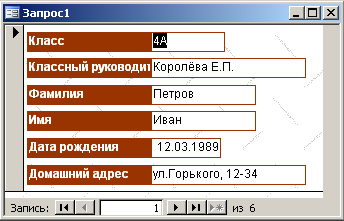 Запрос1
Класс 4А
Классный руководит Королёва Е.П.
Фамилия Петров
Имя Иван
Дата рождения 12.03.1989
Домашний адрес ул.Горького, 12-34
Запись: 1 из 6